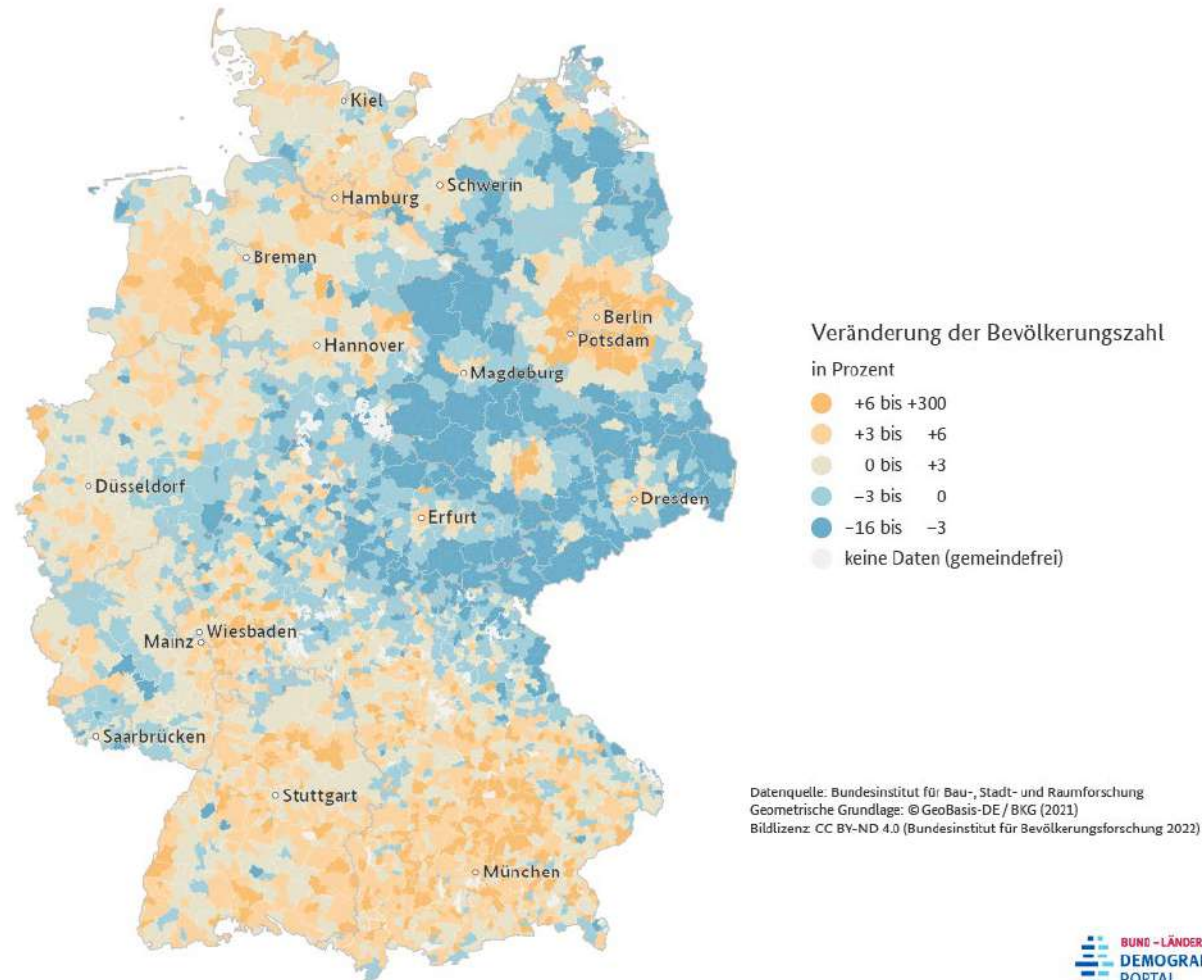 Kiel
Schwerin
Hamburg
Bremen
Berlin
Potsdam
Hannover
Magdeburg
Düsseldorf
Dresden
Erfurt
Wiesbaden
Mainz
Saarbrücken
Stuttgart
München
Veränderung der Bevölkerungszahl
in Prozent
+6 bis +300
+3 bis +6
0 bis +3
−3 bis 0
−16 bis −3
keine Daten (gemeindefrei)
Datenquelle: Bundesinstitut für Bau-, Stadt- und Raumforschung
Geometrische Grundlage: © GeoBasis-DE / BKG (2021)
Bildlizenz: CC BY-ND 4.0 (Bundesinstitut für Bevölkerungsforschung 2022)
BUND - LÄNDER